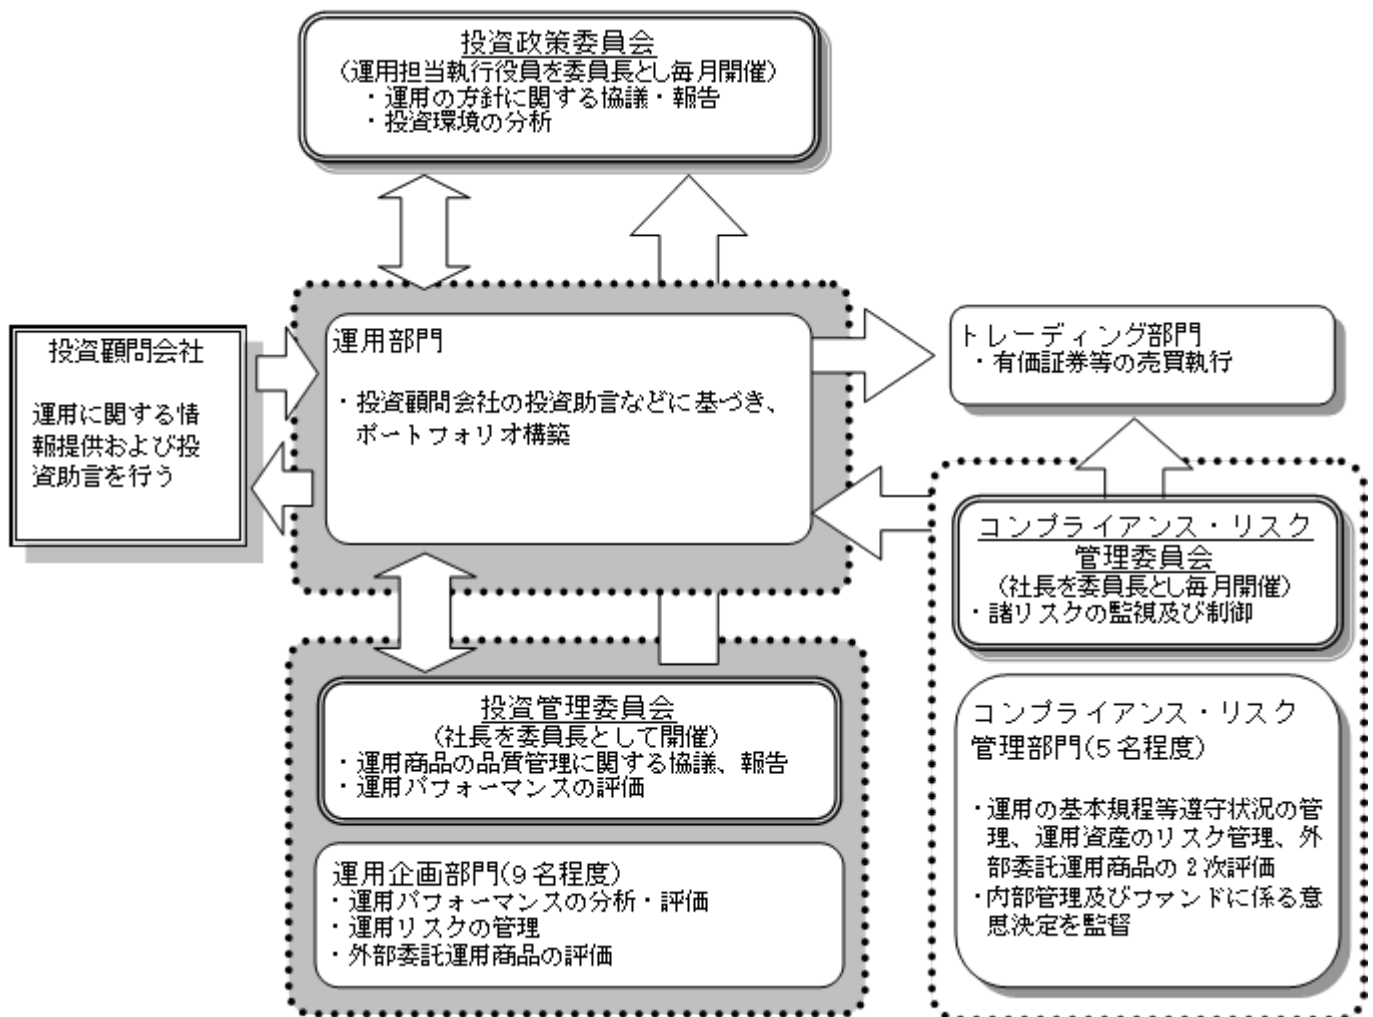 投資政策委員会
（運用担当執行役員を委員長とし毎月開催）
・運用の方針に関する協議・報告
・投資環境の分析
投資顧問会社
運用に関する情
報提供および投
資助言を行う
運用部門
・投資顧問会社の投資助言などに基づき、
ポートフォリオ構築
トレーディング部門
・有価証券等の売買執行
コンプライアンス・リスク
管理委員会
（社長を委員長とし毎月開催）
・諸リスクの監視及び制御
コンプライアンス・リスク
管理部門(５名程度)
・運用の基本規程等遵守状況の管
理、運用資産のリスク管理、外
部委託運用商品の２次評価
・内部管理及びファンドに係る意
思決定を監督
投資管理委員会
（社長を委員長として開催）
・運用商品の品質管理に関する協議、報告
・運用パフォーマンスの評価
運用企画部門(９名程度)
・運用パフォーマンスの分析・評価
・運用リスクの管理
・外部委託運用商品の評価